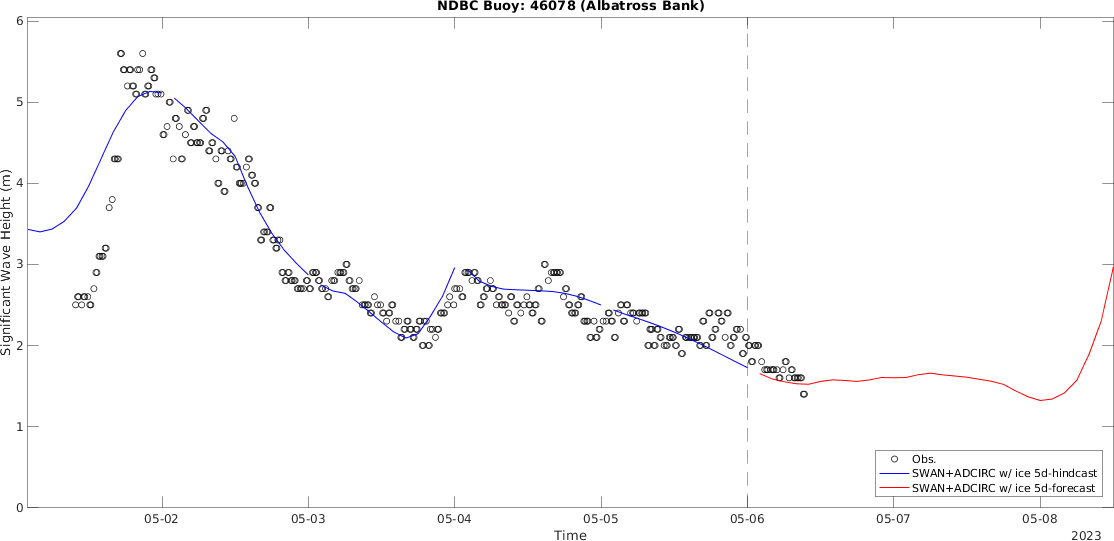 NDBC Buoy: 46078 (Albatross Bank)
6
5
4
3
2
1
0
Significant Wave Height (m)
Obs.
SWAN+ADCIRC w/ ice 5d-hindcast
SWAN+ADCIRC w/ ice 5d-forecast
05-02 05-03 05-04 05-05 05-06 05-07 05-08
Time
2023